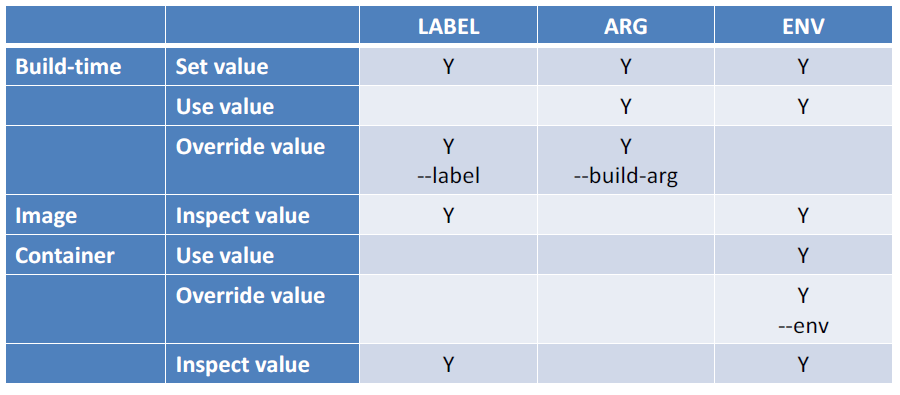 LABEL ARG ENV
Build-time Set value Y Y Y
Use value Y Y
Override value Y Y
--label --build-arg
Image Inspect value Y Y
Container Use value Y
Override value Y
--env
Inspect value Y Y